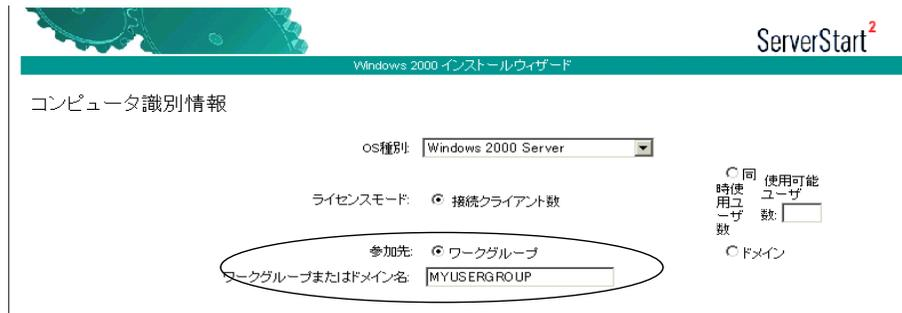 ServerStart2
Windows 2000 インストールウィザード
コンピュータ識別情報
OS種別: Windows 2000 Server
ライセンスモード: 接続クライアント数
同
時使
用ユ
ーザ
数
使用可能
ユーザ
数:
参加先: ワークグループ ドメイン
ワークグループまたはドメイン名: MYUSERGROUP